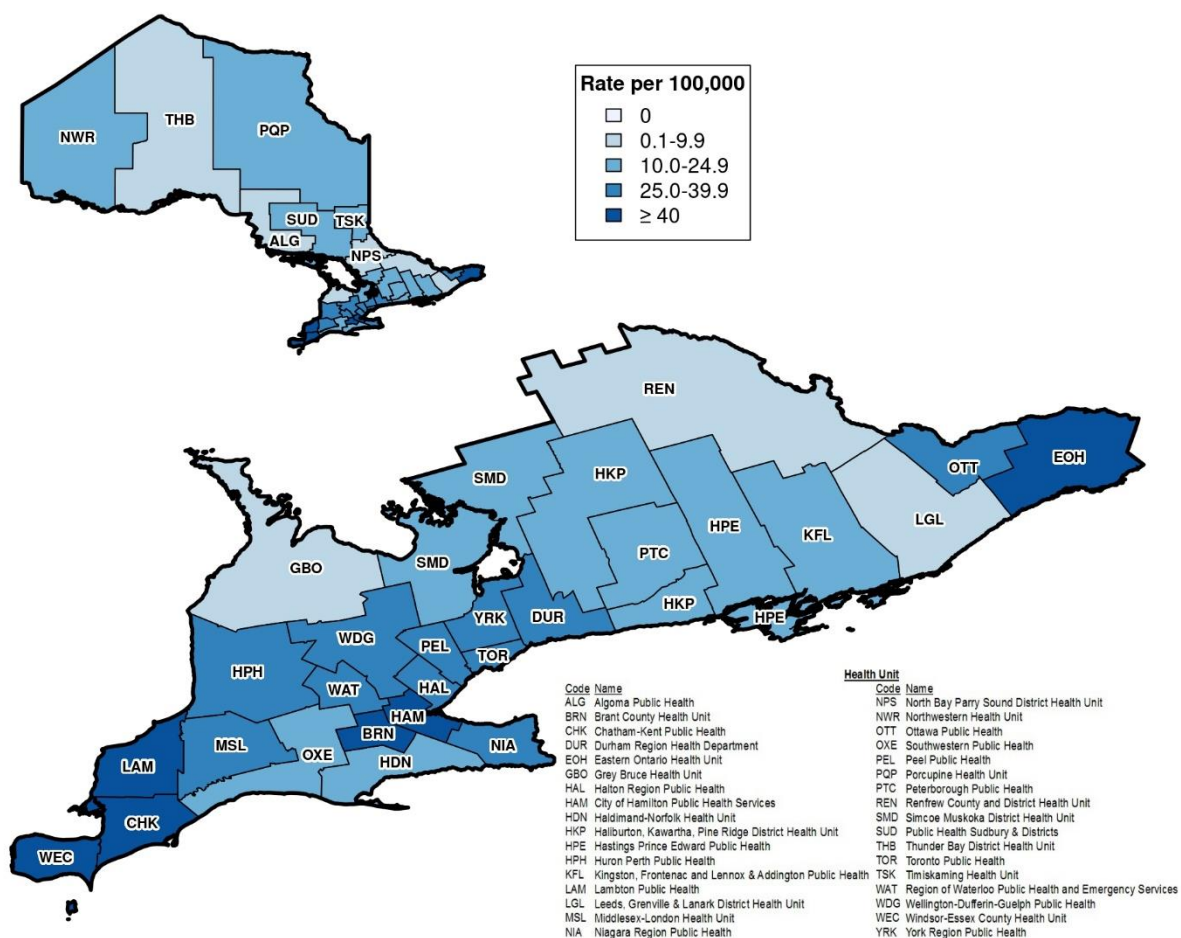 Rate per 100,000
0
0.1-9.9
10.0-24.9
25.0-39.9
≥ 40
THB
NWR
PQP
SUD
TSK
ALG
NPS
REN
SMD
HKP
OTT
EOH
HPE
KFL
LGL
GBO
SMD
PTC
HKP
HPE
YRK
DUR
WDG
PEL
TOR
HPH
WAT
HAL
HAM
BRN
NIA
MSL
OXE
HDN
LAM
CHK
WEC
Health Unit
Code Name
ALG Algoma Public Health
BRN Brant County Health Unit
CHK Chatham-Kent Public Health
DUR Durham Region Health Department
EOH Eastern Ontario Health Unit
GBO Grey Bruce Health Unit
HAL Halton Region Public Health
HAM City of Hamilton Public Health Services
HDN Haldimand-Norfolk Health Unit
HKP Haliburton, Kawartha, Pine Ridge District Health Unit
HPE Hastings Prince Edward Public Health
HPH Huron Perth Public Health
KFL Kingston, Frontenac and Lennox & Addington Public Health
LAM Lambton Public Health
LGL Leeds, Grenville & Lanark District Health Unit
MSL Middlesex-London Health Unit
NIA Niagara Region Public Health
Code Name
NPS North Bay Parry Sound District Health Unit
NWR Northwestern Health Unit
OTT Ottawa Public Health
OXE Southwestern Public Health
PEL Peel Public Health
PQP Porcupine Health Unit
PTC Peterborough Public Health
REN Renfrew County and District Health Unit
SMD Simcoe Muskoka District Health Unit
SUD Public Health Sudbury & Districts
THB Thunder Bay District Health Unit
TOR Toronto Public Health
TSK Timiskaming Health Unit
WAT Region of Waterloo Public Health and Emergency Services
WDG Wellington-Dufferin-Guelph Public Health
WEC Windsor-Essex County Health Unit
YRK York Region Public Health